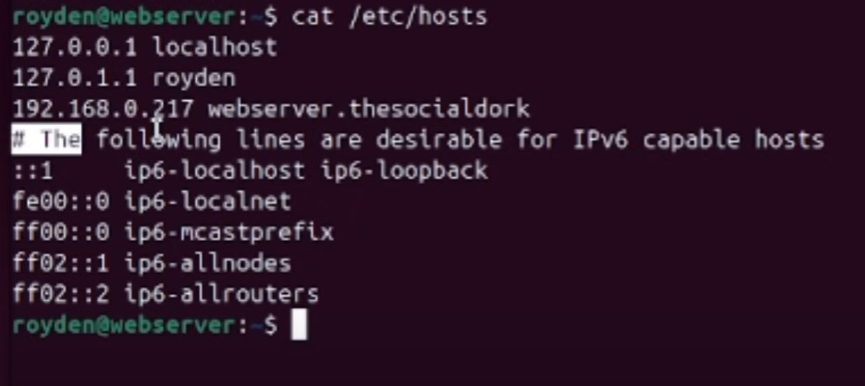 royden@webserver:~$ cat /etc/hosts
127.0.0.1 localhost
127.0.1.1 royden
192.168.0.217 webserver.thesocialdork
# The following lines are desirable for IPv6 capable hosts
::1     ip6-localhost ip6-loopback
fe00::0 ip6-localnet
ff00::0 ip6-mcastprefix
ff02::1 ip6-allnodes
ff02::2 ip6-allrouters
royden@webserver:~$